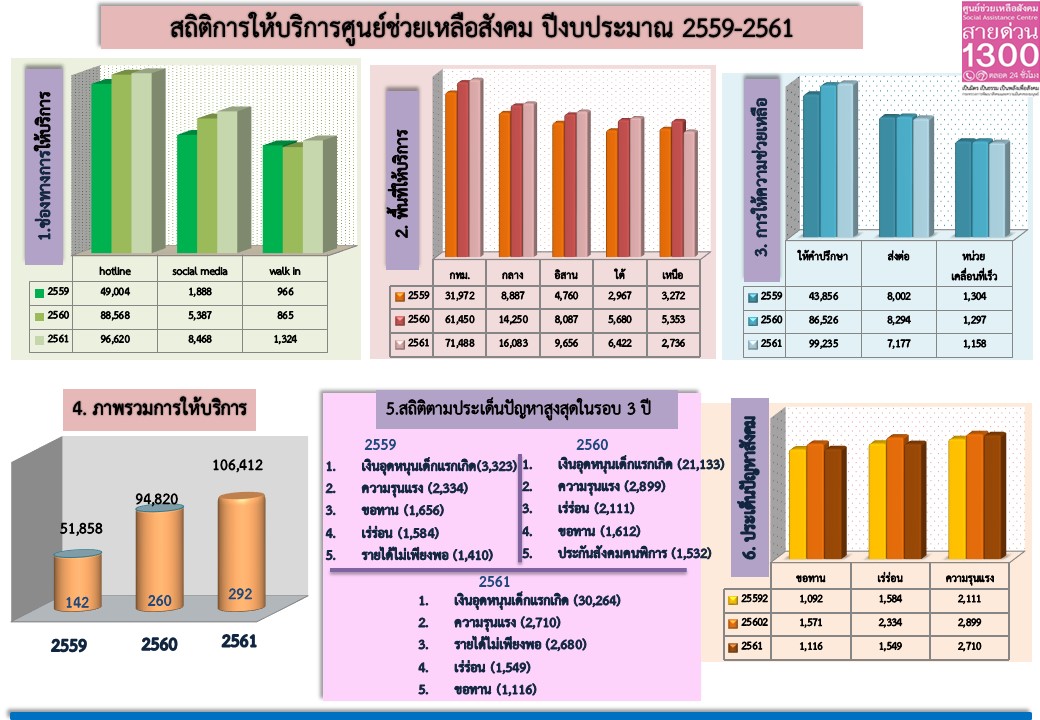 สถิติการให้บริการศูนย์ช่วยเหลือสังคม ปีงบประมาณ 2559-2561
ศูนย์ช่วยเหลือสังคม
Social Assistance Centre
สายด่วน
1300
ตลอด 24 ชั่วโมง
1.ช่องทางการให้บริการ
hotline social media walk in
2559 49,004 1,888 966
2560 88,568 5,387 865
2561 96,620 8,468 1,324
2. พื้นที่ให้บริการ
กทม. กลาง อิสาน ใต้ เหนือ
2559 31,972 8,887 4,760 2,967 3,272
2560 61,450 14,250 8,087 5,680 5,353
2561 71,488 16,083 9,656 6,422 2,736
3. การให้ความช่วยเหลือ
ให้คำปรึกษา ส่งต่อ หน่วย
เคลื่อนที่เร็ว
2559 43,856 8,002 1,304
2560 86,526 8,294 1,297
2561 99,235 7,177 1,158
4. ภาพรวมการให้บริการ
106,412
94,820
51,858
142 260 292
2559 2560 2561
5.สถิติตามประเด็นปัญหาสูงสุดในรอบ 3 ปี
2559
1. เงินอุดหนุนเด็กแรกเกิด(3,323)
2. ความรุนแรง (2,334)
3. ขอทาน (1,656)
4. เร่ร่อน (1,584)
5. รายได้ไม่เพียงพอ (1,410)
2560
1. เงินอุดหนุนเด็กแรกเกิด (21,133)
2. ความรุนแรง (2,899)
3. เร่ร่อน (2,111)
4. ขอทาน (1,612)
5. ประกันสังคมคนพิการ (1,532)
2561
1. เงินอุดหนุนเด็กแรกเกิด (30,264)
2. ความรุนแรง (2,710)
3. รายได้ไม่เพียงพอ (2,680)
4. เร่ร่อน (1,549)
5. ขอทาน (1,116)
6. ประเด็นปัญหาสังคม
ขอทาน เร่ร่อน ความรุนแรง
25592 1,092 1,584 2,111
25602 1,571 2,334 2,899
2561 1,116 1,549 2,710